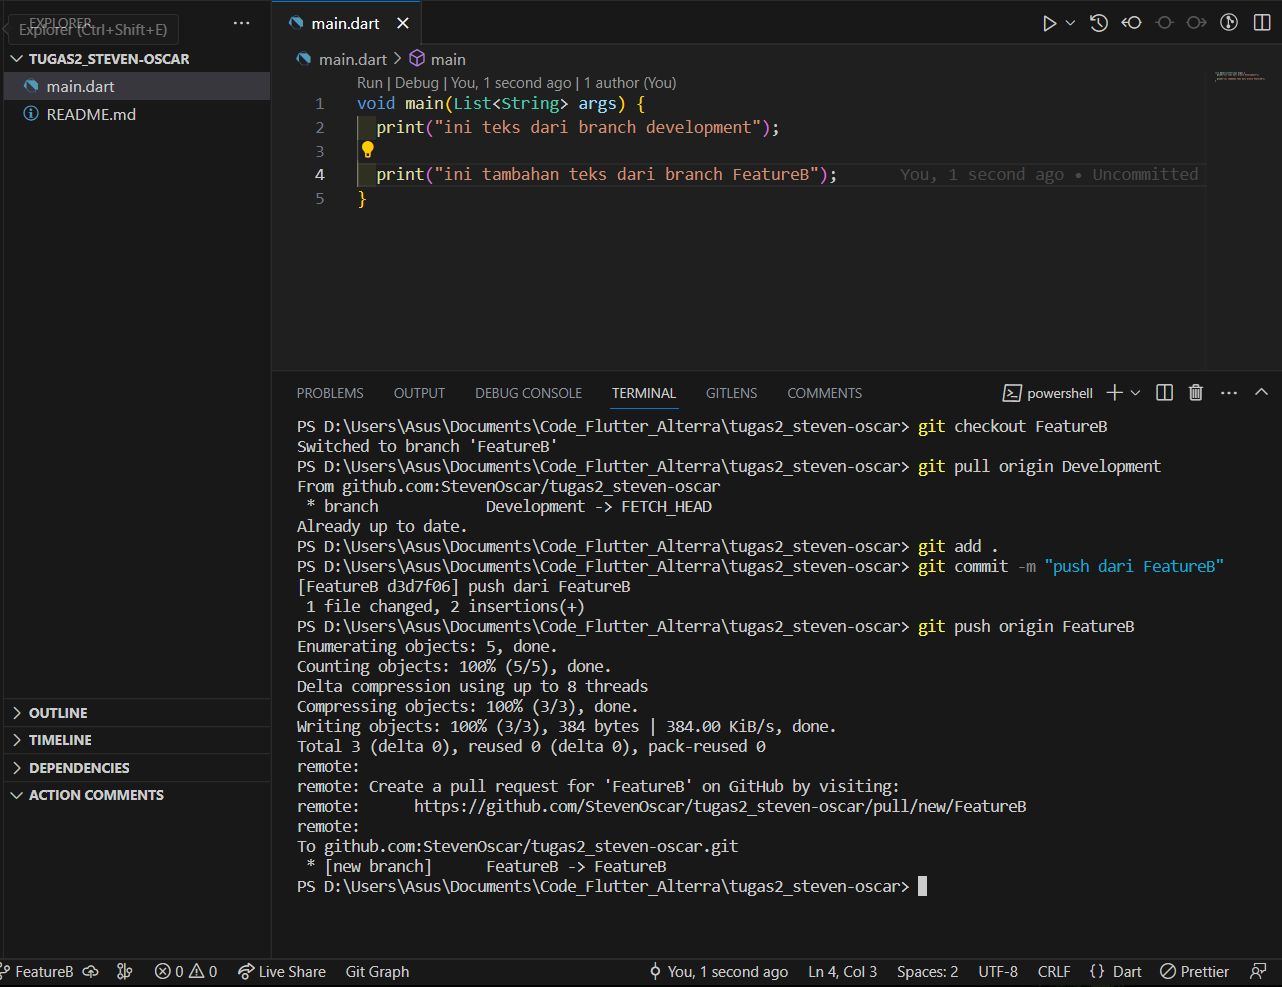 EXPLORER
Explorer (Ctrl+Shift+E)
TUGAS2_STEVEN-OSCAR
main.dart
README.md
OUTLINE
TIMELINE
DEPENDENCIES
ACTION COMMENTS
main.dart
main.dart > main
Run | Debug | You, 1 second ago | 1 author (You)
1 void main(List<String> args) {
2   print("ini teks dari branch development");
3
4   print("ini tambahan teks dari branch FeatureB"); You, 1 second ago • Uncommitted
5 }
PROBLEMS OUTPUT DEBUG CONSOLE TERMINAL GITLENS COMMENTS powershell
PS D:\Users\Asus\Documents\Code_Flutter_Alterra\tugas2_steven-oscar> git checkout FeatureB
Switched to branch 'FeatureB'
PS D:\Users\Asus\Documents\Code_Flutter_Alterra\tugas2_steven-oscar> git pull origin Development
From github.com:StevenOscar/tugas2_steven-oscar
 * branch            Development -> FETCH_HEAD
Already up to date.
PS D:\Users\Asus\Documents\Code_Flutter_Alterra\tugas2_steven-oscar> git add .
PS D:\Users\Asus\Documents\Code_Flutter_Alterra\tugas2_steven-oscar> git commit -m "push dari FeatureB"
[FeatureB d3d7f06] push dari FeatureB
 1 file changed, 2 insertions(+)
PS D:\Users\Asus\Documents\Code_Flutter_Alterra\tugas2_steven-oscar> git push origin FeatureB
Enumerating objects: 5, done.
Counting objects: 100% (5/5), done.
Delta compression using up to 8 threads
Compressing objects: 100% (3/3), done.
Writing objects: 100% (3/3), 384 bytes | 384.00 KiB/s, done.
Total 3 (delta 0), reused 0 (delta 0), pack-reused 0
remote:
remote: Create a pull request for 'FeatureB' on GitHub by visiting:
remote:      https://github.com/StevenOscar/tugas2_steven-oscar/pull/new/FeatureB
remote:
To github.com:StevenOscar/tugas2_steven-oscar.git
 * [new branch]      FeatureB -> FeatureB
PS D:\Users\Asus\Documents\Code_Flutter_Alterra\tugas2_steven-oscar>
FeatureB 0 0 Live Share Git Graph You, 1 second ago Ln 4, Col 3 Spaces: 2 UTF-8 CRLF {} Dart Prettier